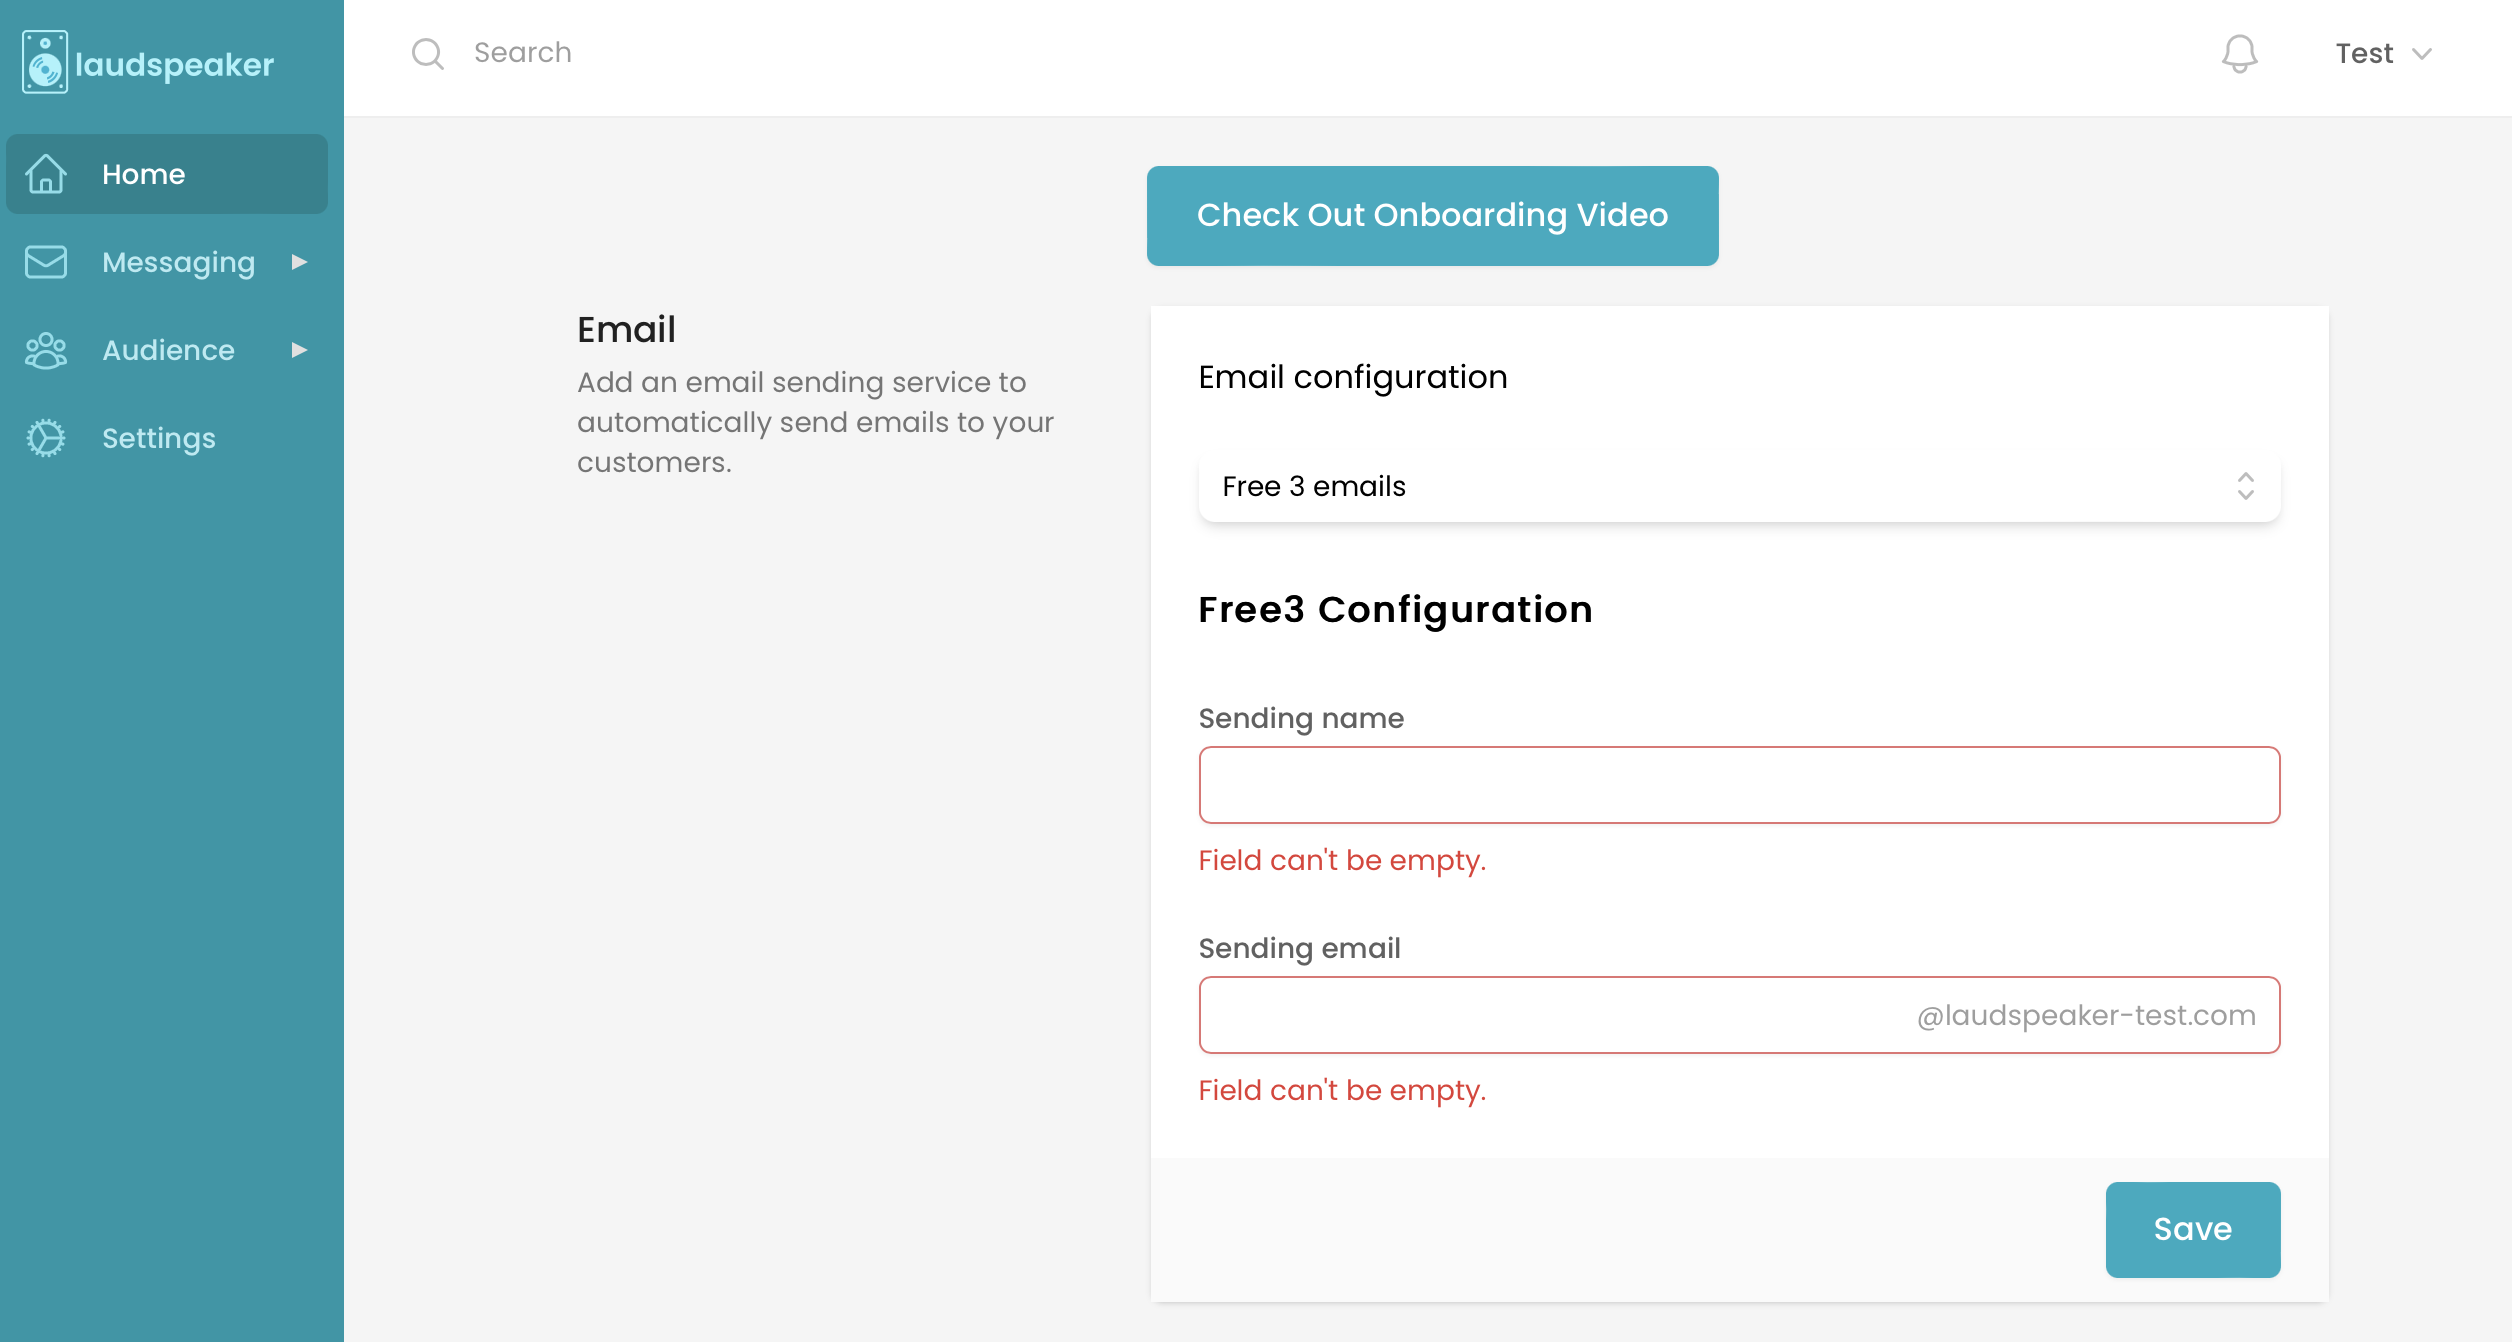 laudspeaker
Home
Messaging
Audience
Settings
Search
Test
Check Out Onboarding Video
Email
Add an email sending service to
automatically send emails to your
customers.
Email configuration
Free 3 emails
Free3 Configuration
Sending name
Field can't be empty.
Sending email
@laudspeaker-test.com
Field can't be empty.
Save